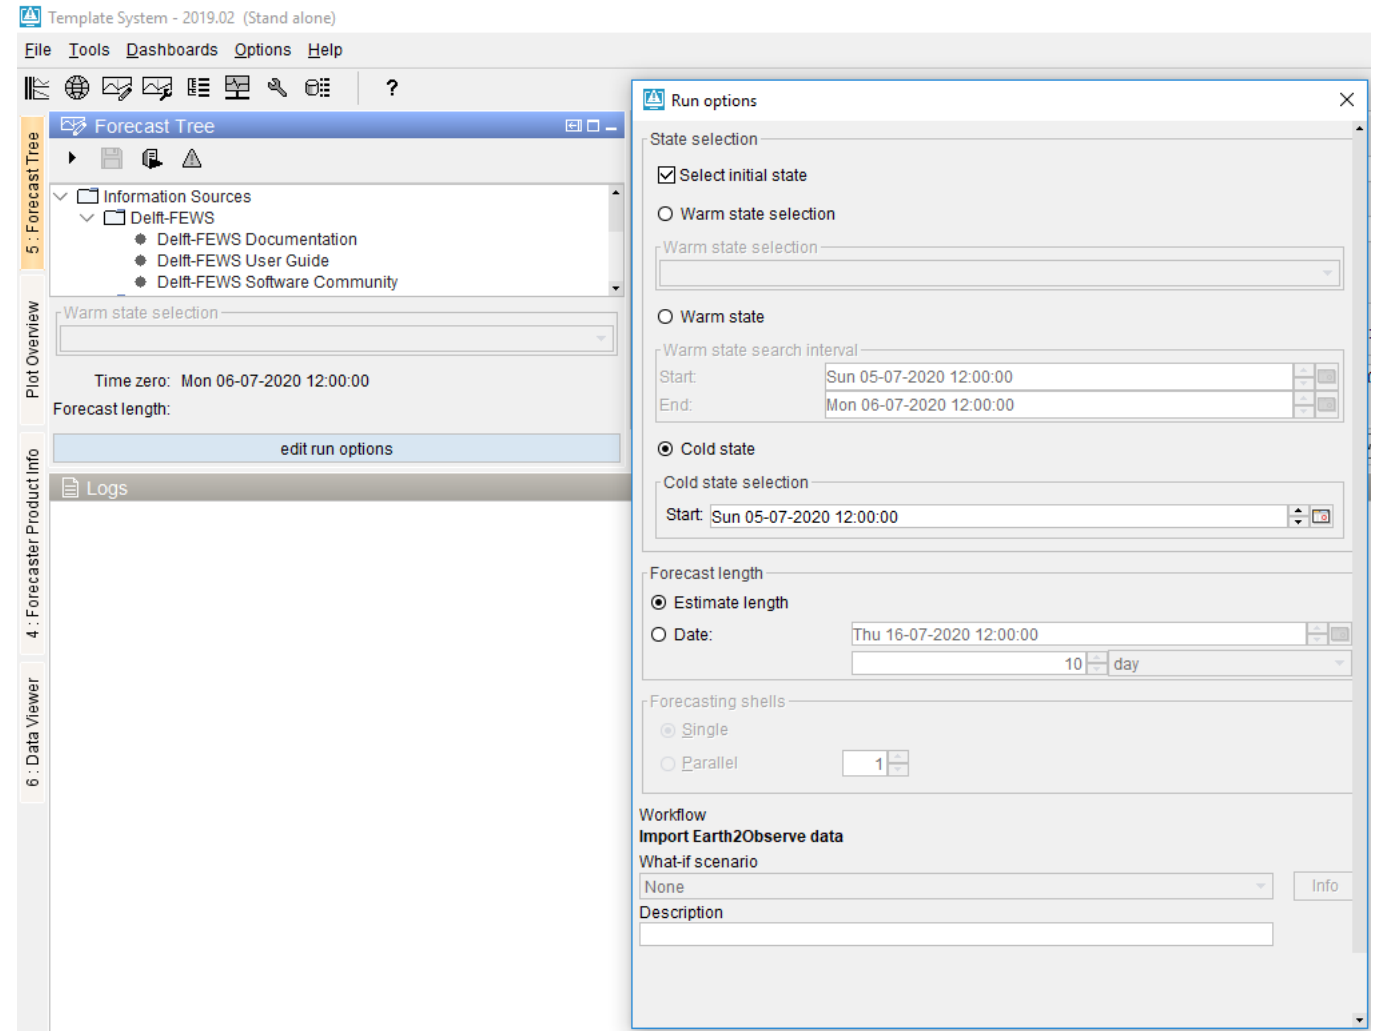 Template System - 2019.02 (Stand alone)
File Tools Dashboards Options Help
?
5 : Forecast Tree
Plot Overview
4 : Forecaster Product Info
6 : Data Viewer
Forecast Tree
Information Sources
Delft-FEWS
Delft-FEWS Documentation
Delft-FEWS User Guide
Delft-FEWS Software Community
Warm state selection
Time zero: Mon 06-07-2020 12:00:00
Forecast length:
edit run options
Logs
Run options
State selection
Select initial state
Warm state selection
Warm state selection
Warm state
Warm state search interval
Start: Sun 05-07-2020 12:00:00
End: Mon 06-07-2020 12:00:00
Cold state
Cold state selection
Start: Sun 05-07-2020 12:00:00
Forecast length
Estimate length
Date: Thu 16-07-2020 12:00:00
10 day
Forecasting shells
Single
Parallel 1
Workflow
Import Earth2Observe data
What-if scenario
None Info
Description